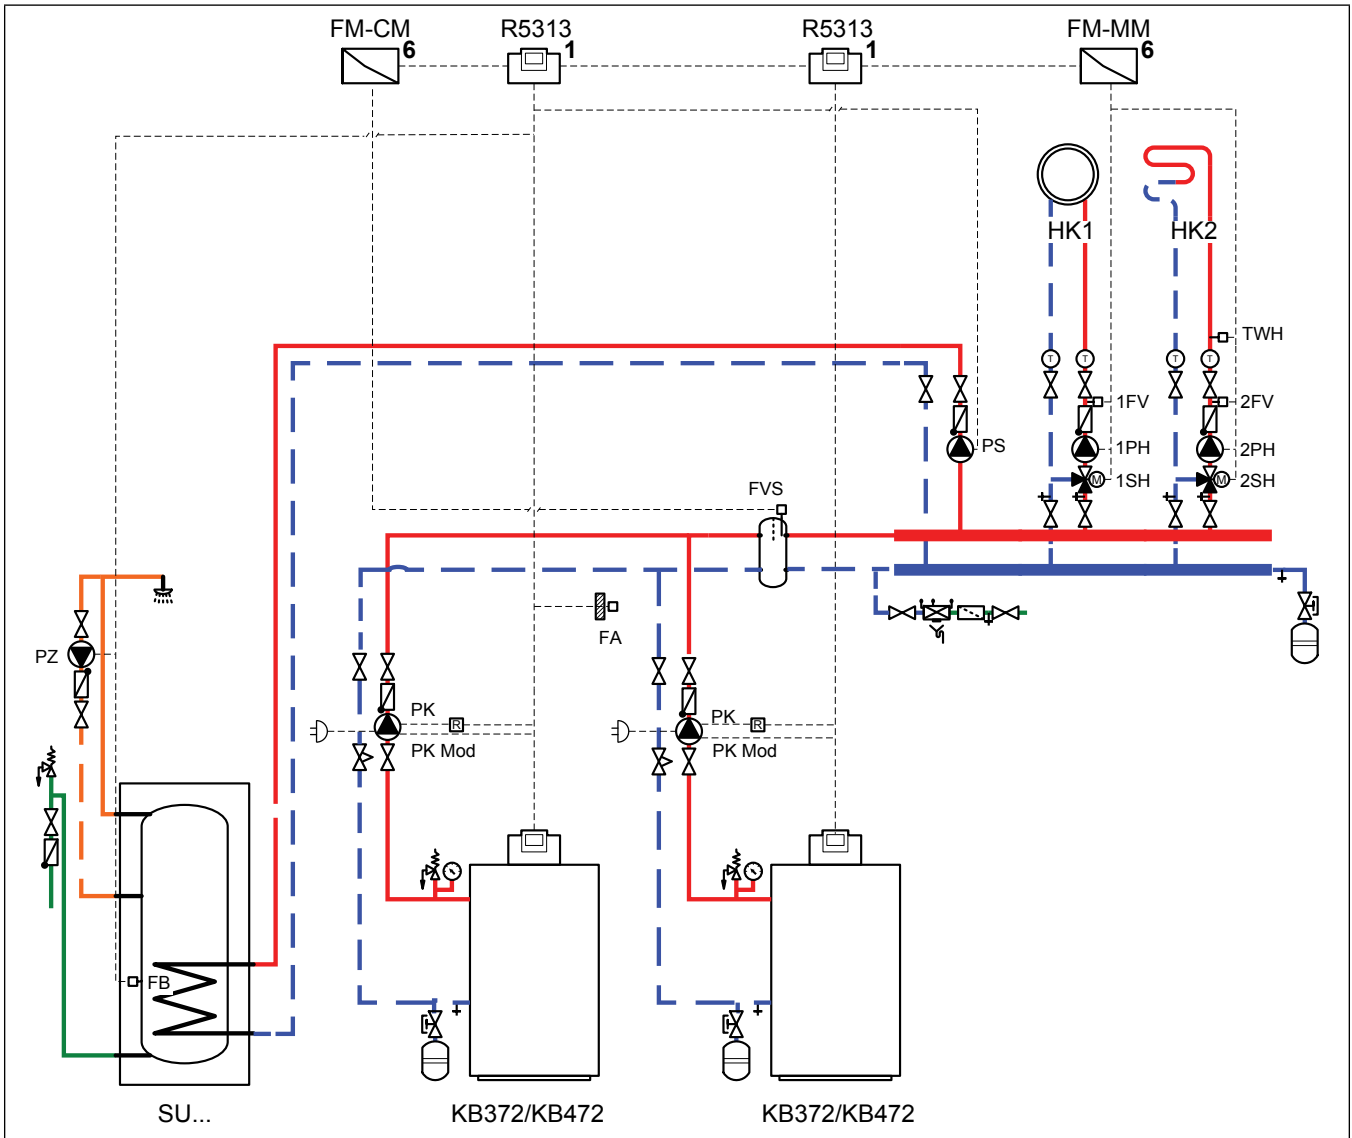 FM-CM
6
R5313
1
R5313
1
FM-MM
6
HK1
HK2
TWH
T
T
T
T
1FV
2FV
PS
1PH
2PH
M
1SH
M
2SH
FVS
FA
PZ
PK
R
PK Mod
PK
R
PK Mod
FB
SU...
KB372/KB472
KB372/KB472